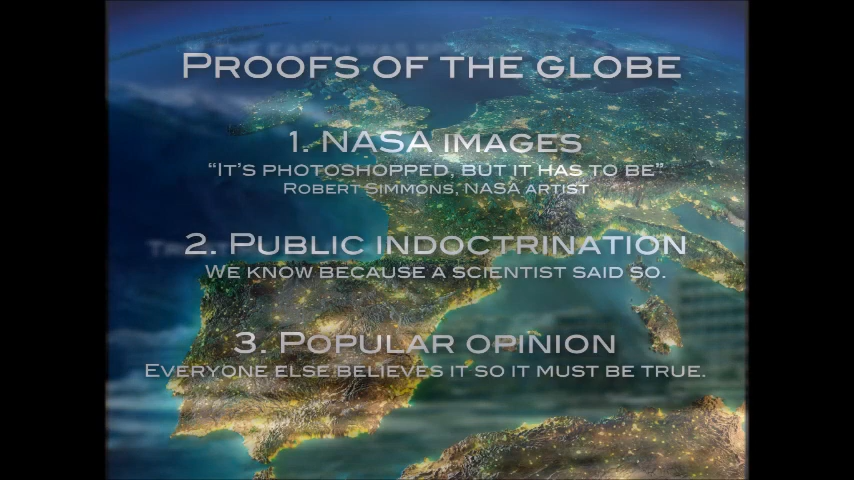 PROOFS OF THE GLOBE
1. NASA IMAGES
"IT'S PHOTOSHOPPED, BUT IT HAS TO BE"
ROBERT SIMMONS, NASA ARTIST
2. PUBLIC INDOCTRINATION
WE KNOW BECAUSE A SCIENTIST SAID SO.
3. POPULAR OPINION
EVERYONE ELSE BELIEVES IT SO IT MUST BE TRUE.